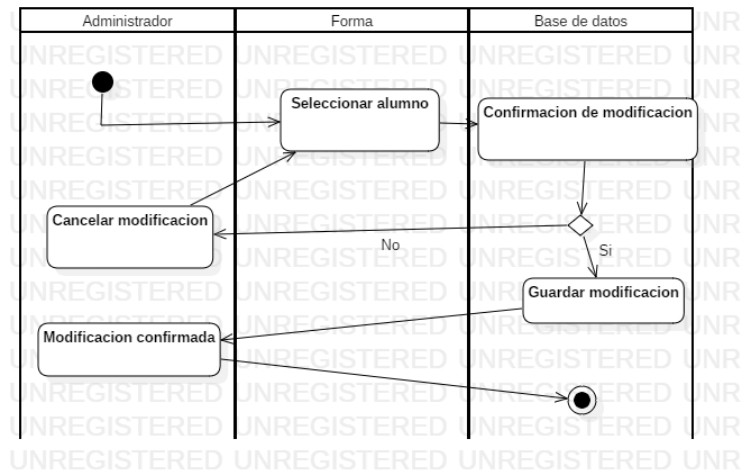 Administrador
Forma
Base de datos
Seleccionar alumno
Confirmacion de modificacion
Cancelar modificacion
No
Si
Guardar modificacion
Modificacion confirmada
UNREGISTERED